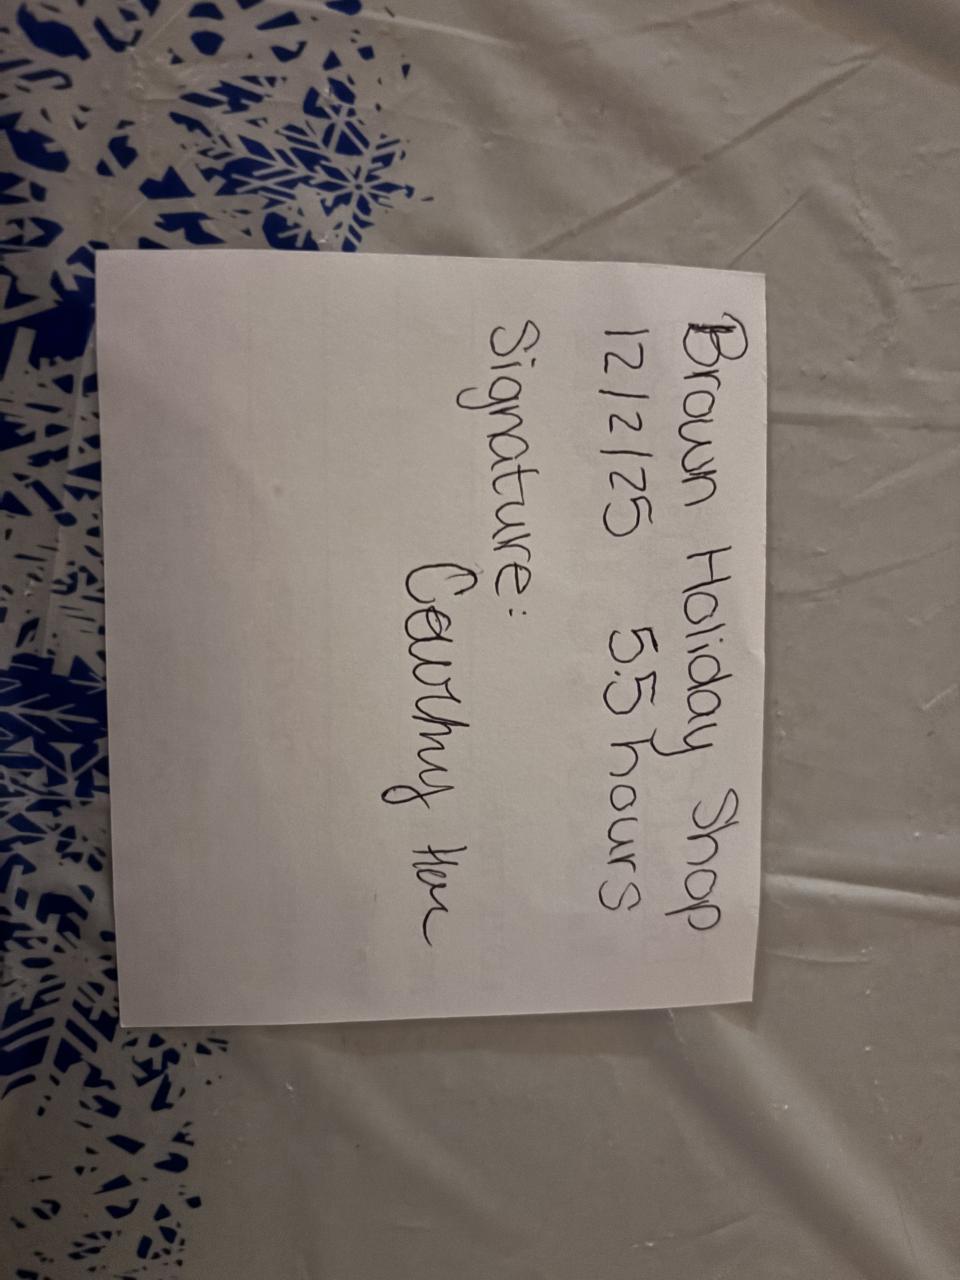 Brown Holiday Shop
12/2/25 5.5 hours
Signature: